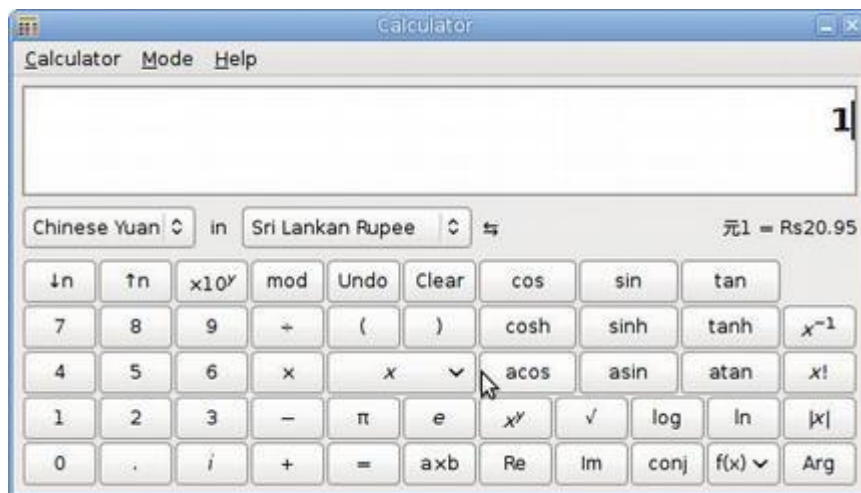 Calculator
Calculator Mode Help
1
Chinese Yuan in Sri Lankan Rupee ⇆ 元1 = Rs20.95
↓n ↑n ×10ʸ mod Undo Clear cos sin tan
7 8 9 ÷ ( ) cosh sinh tanh x⁻¹
4 5 6 × x acos asin atan x!
1 2 3 − π e xʸ √ log ln |x|
0 . i + = a×b Re Im conj f(x) Arg